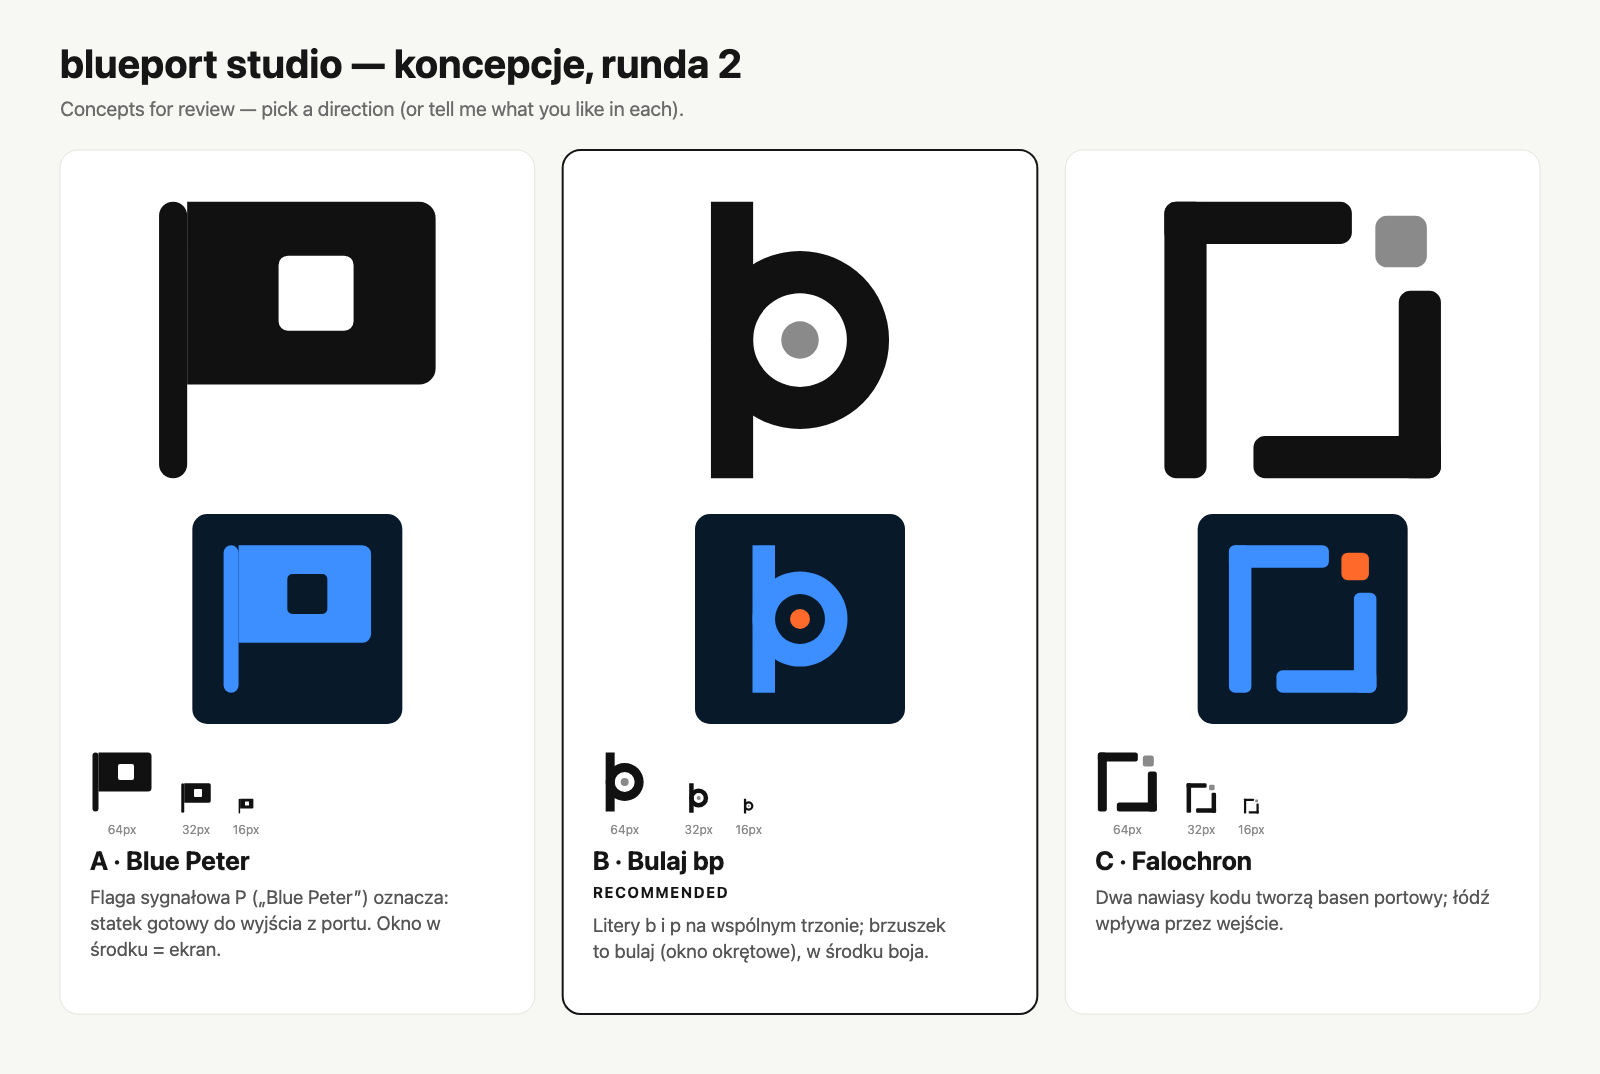 blueport studio — koncepcje, runda 2
Concepts for review — pick a direction (or tell me what you like in each).
64px
32px
16px
A · Blue Peter
Flaga sygnałowa P („Blue Peter”) oznacza:
statek gotowy do wyjścia z portu. Okno w
środku = ekran.
64px
32px
16px
B · Bulaj bp
RECOMMENDED
Litery b i p na wspólnym trzonie; brzuszek
to bulaj (okno okrętowe), w środku boja.
64px
32px
16px
C · Falochron
Dwa nawiasy kodu tworzą basen portowy; łódź
wpływa przez wejście.